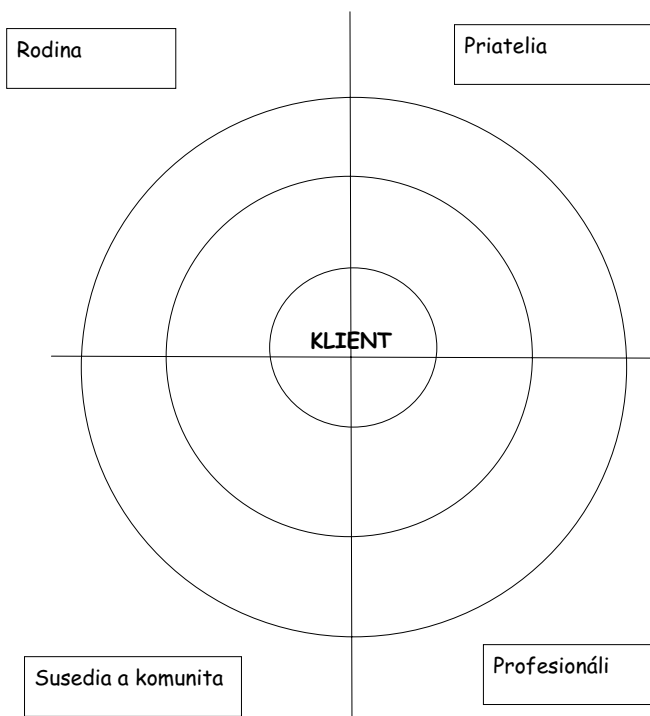 Rodina
Priatelia
KLIENT
Susedia a komunita
Profesionáli